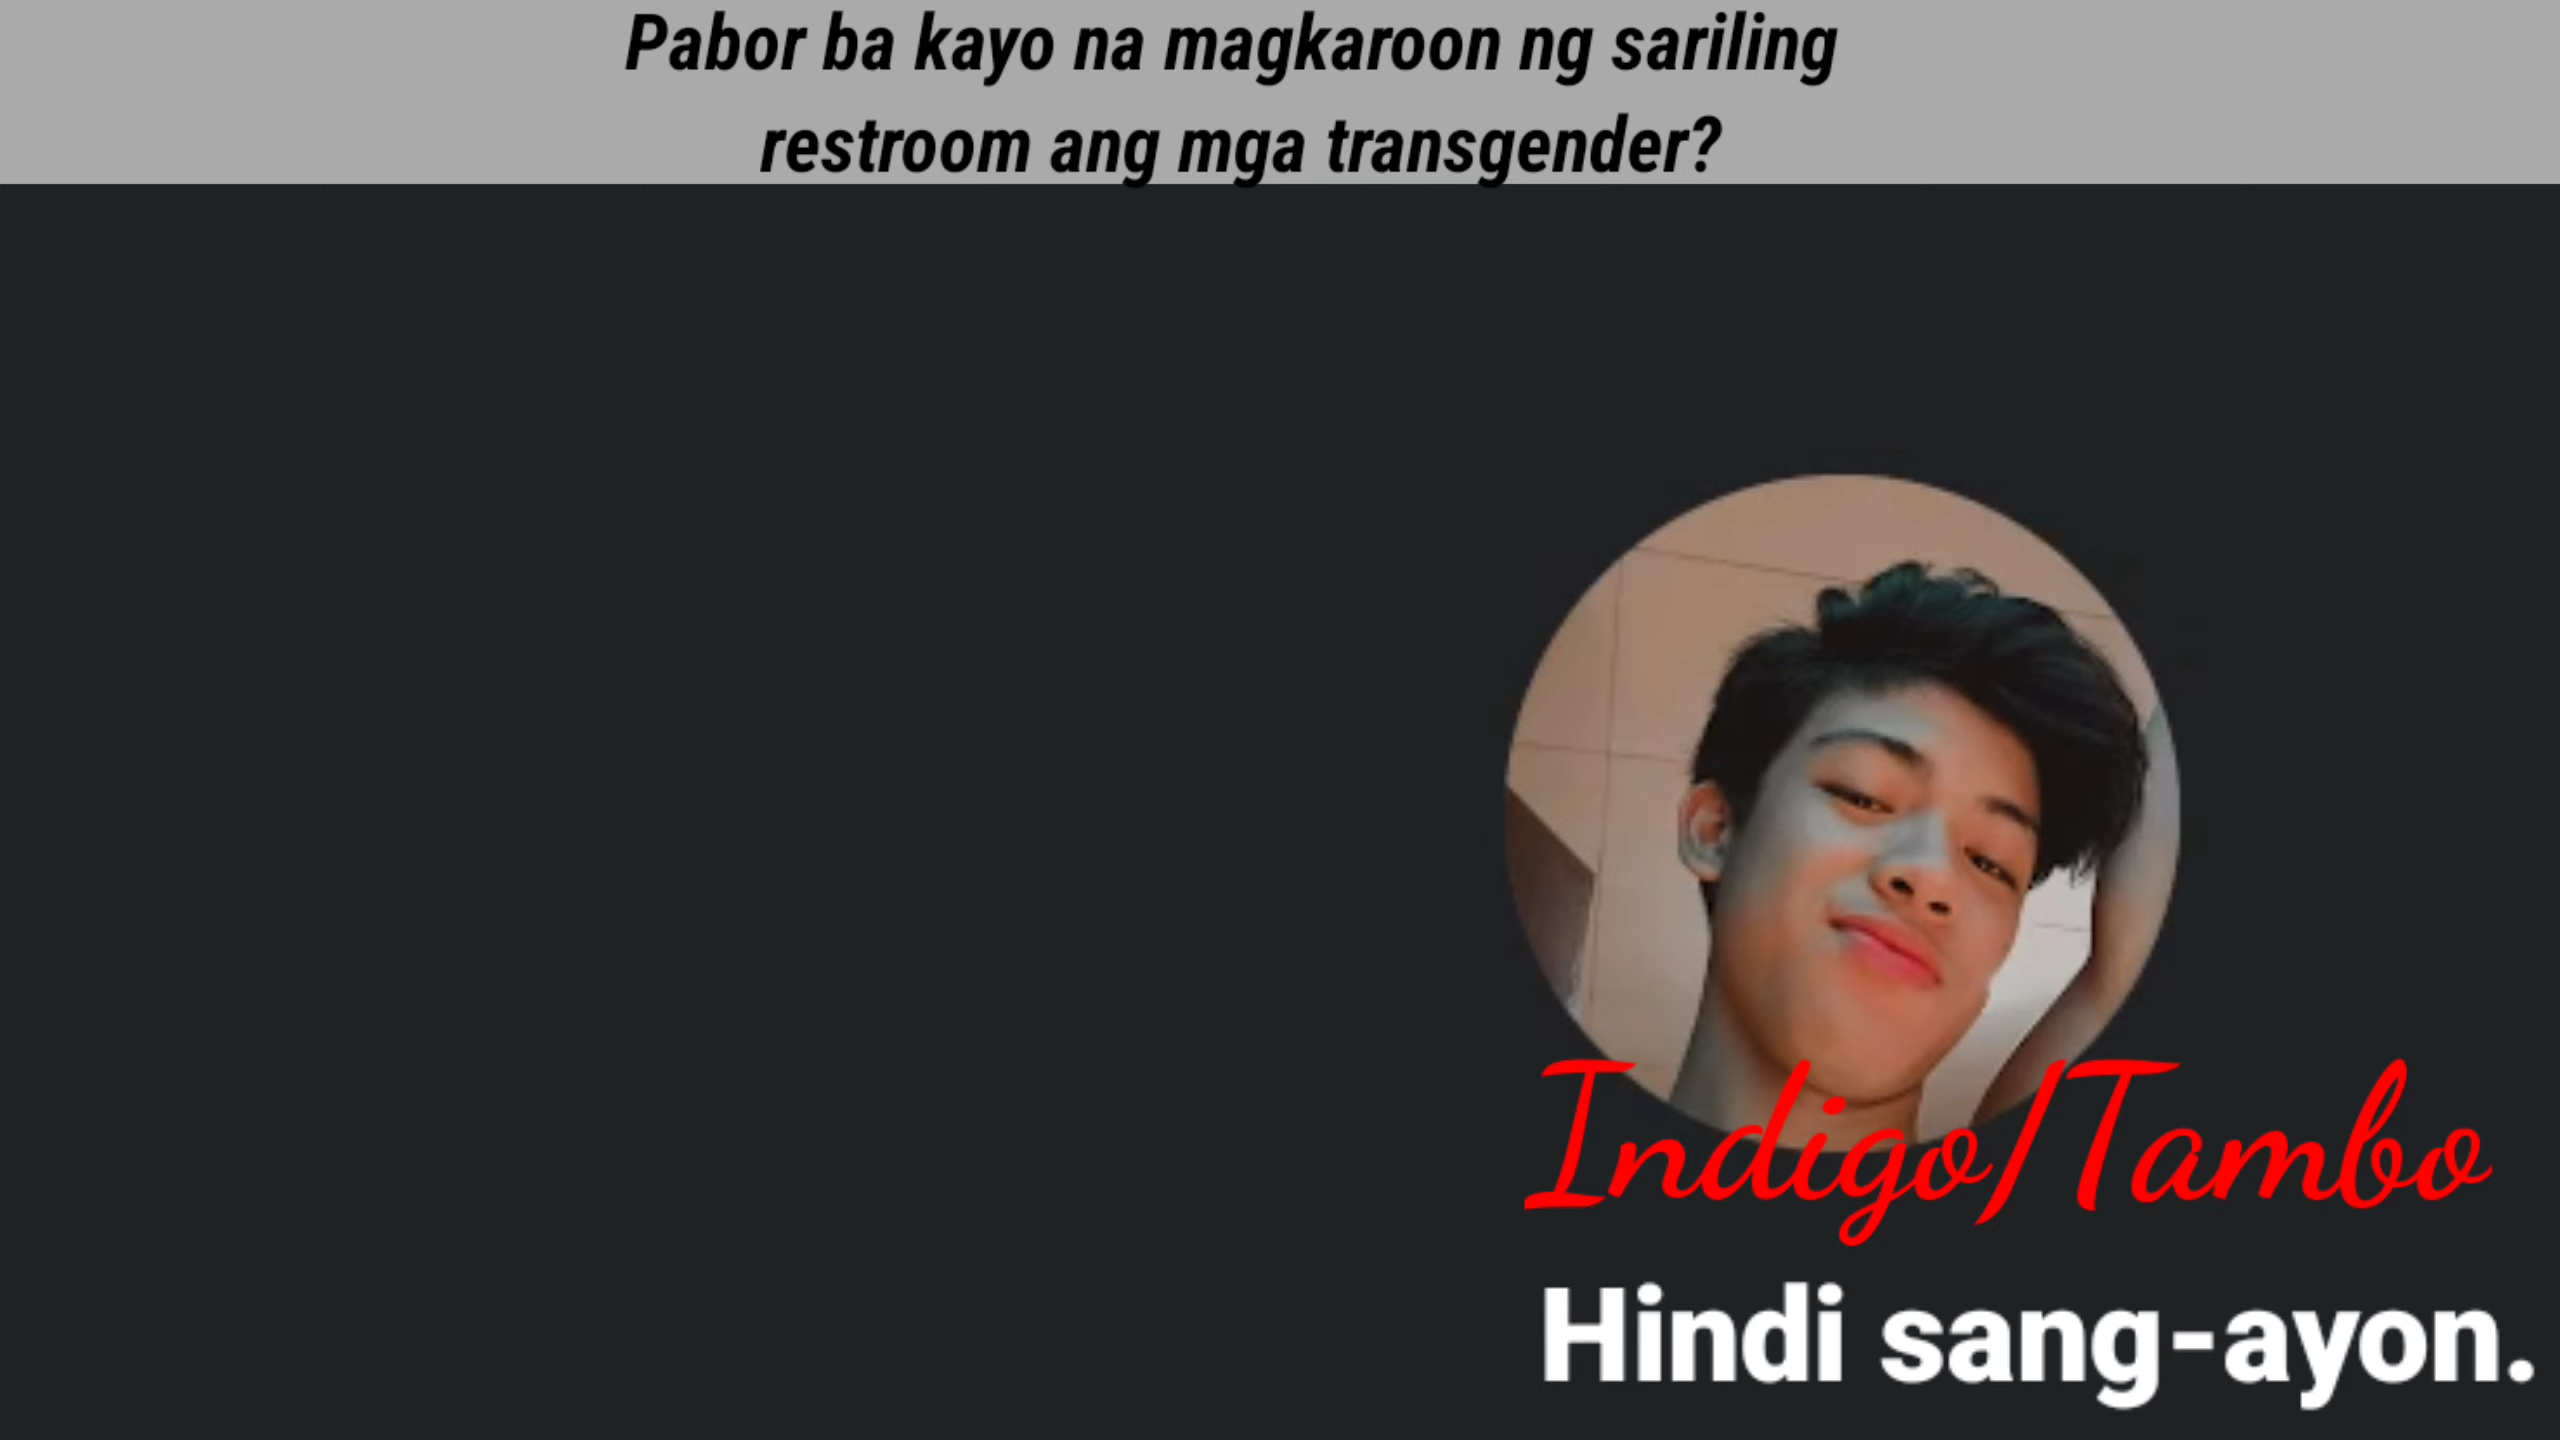 Pabor ba kayo na magkaroon ng sariling
restroom ang mga transgender?
Indigo/Tambo
Hindi sang-ayon.